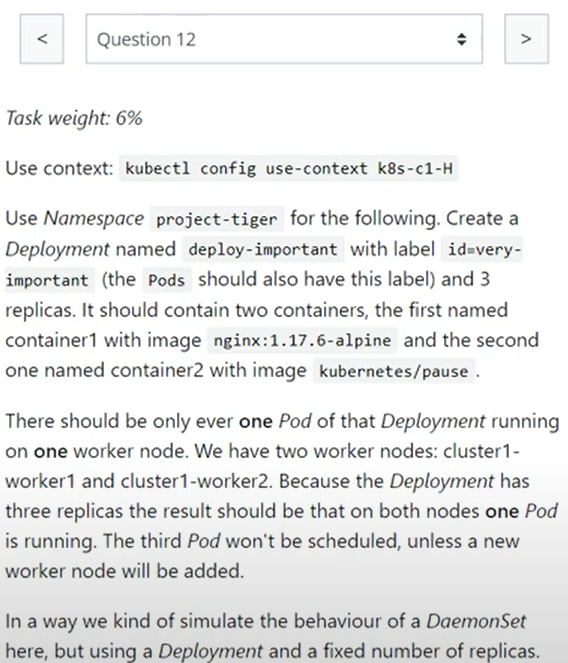 <
Question 12
>
Task weight: 6%
Use context: kubectl config use-context k8s-c1-H
Use Namespace project-tiger for the following. Create a
Deployment named deploy-important with label id=very-
important (the Pods should also have this label) and 3
replicas. It should contain two containers, the first named
container1 with image nginx:1.17.6-alpine and the second
one named container2 with image kubernetes/pause .
There should be only ever one Pod of that Deployment running
on one worker node. We have two worker nodes: cluster1-
worker1 and cluster1-worker2. Because the Deployment has
three replicas the result should be that on both nodes one Pod
is running. The third Pod won't be scheduled, unless a new
worker node will be added.
In a way we kind of simulate the behaviour of a DaemonSet
here, but using a Deployment and a fixed number of replicas.